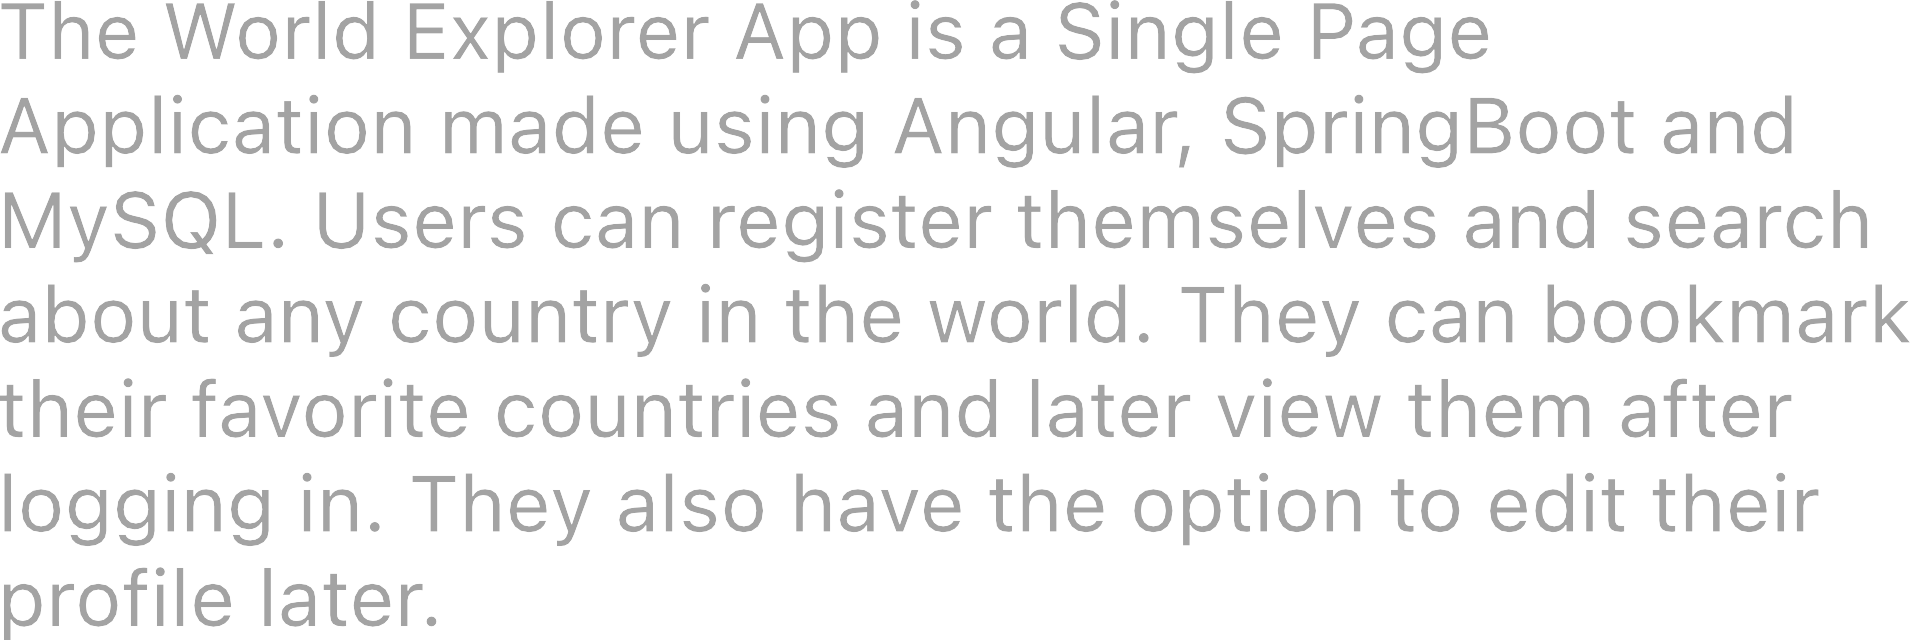 The World Explorer App is a Single Page
Application made using Angular, SpringBoot and
MySQL. Users can register themselves and search
about any country in the world. They can bookmark
their favorite countries and later view them after
logging in. They also have the option to edit their
profile later.